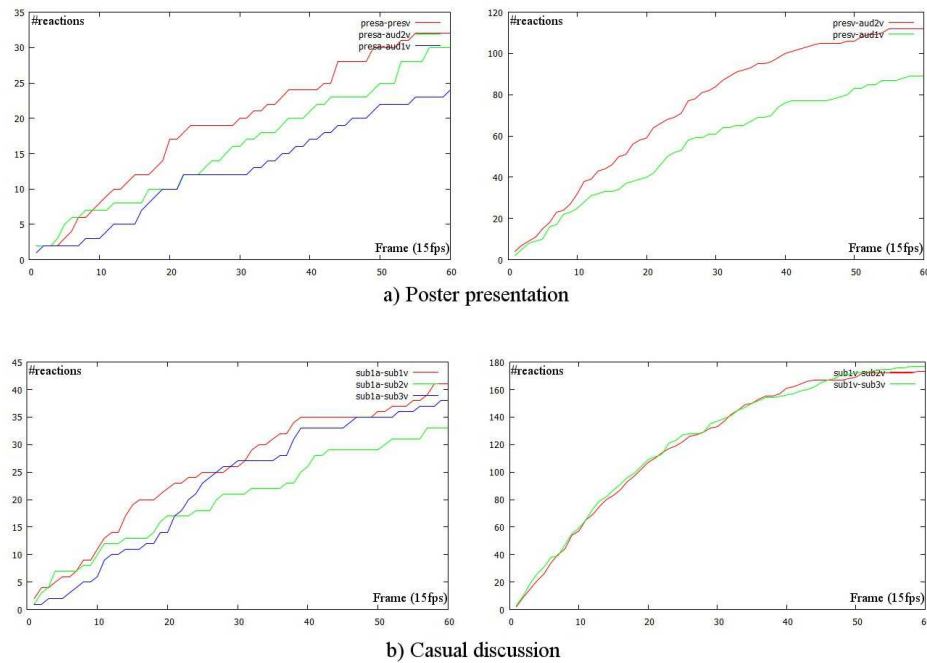 #reactions
presa-presv
presa-aud2v
presa-aud1v
35
30
25
20
15
10
5
0
Frame (15fps)
0 10 20 30 40 50 60
#reactions
presv-aud2v
presv-aud1v
120
100
80
60
40
20
0
Frame (15fps)
0 10 20 30 40 50 60
a) Poster presentation
#reactions
sub1a-sub1v
sub1a-sub2v
sub1a-sub3v
45
40
35
30
25
20
15
10
5
0
Frame (15fps)
0 10 20 30 40 50 60
#reactions
sub1v-sub2v
sub1v-sub3v
180
160
140
120
100
80
60
40
20
0
Frame (15fps)
0 10 20 30 40 50 60
b) Casual discussion